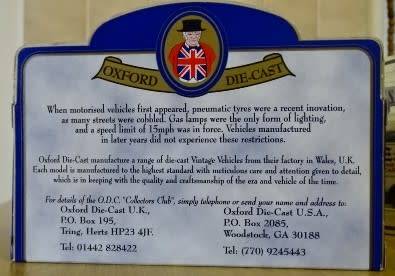 OXFORD DIE-CAST
When motorised vehicles first appeared, pneumatic tyres were a recent inovation,
as many streets were cobbled. Gas lamps were the only form of lighting,
and a speed limit of 15mph was in force. Vehicles manufactured
in later years did not experience these restrictions.
Oxford Die-Cast manufacture a range of die-cast Vintage Vehicles from their factory in Wales, U.K.
Each model is manufactured to the highest standard with meticulous care and attention given to detail,
which is in keeping with the quality and craftsmanship of the era and vehicle of the time.
For details of the O.D.C. "Collectors Club", simply telephone or send your name and address to:
Oxford Die-Cast U.K.,
P.O. Box 195,
Tring, Herts HP23 4JF.
Tel: 01442 828422
Oxford Die-Cast U.S.A.,
P.O. Box 2085,
Woodstock, GA 30188
Tel: (770) 9245443